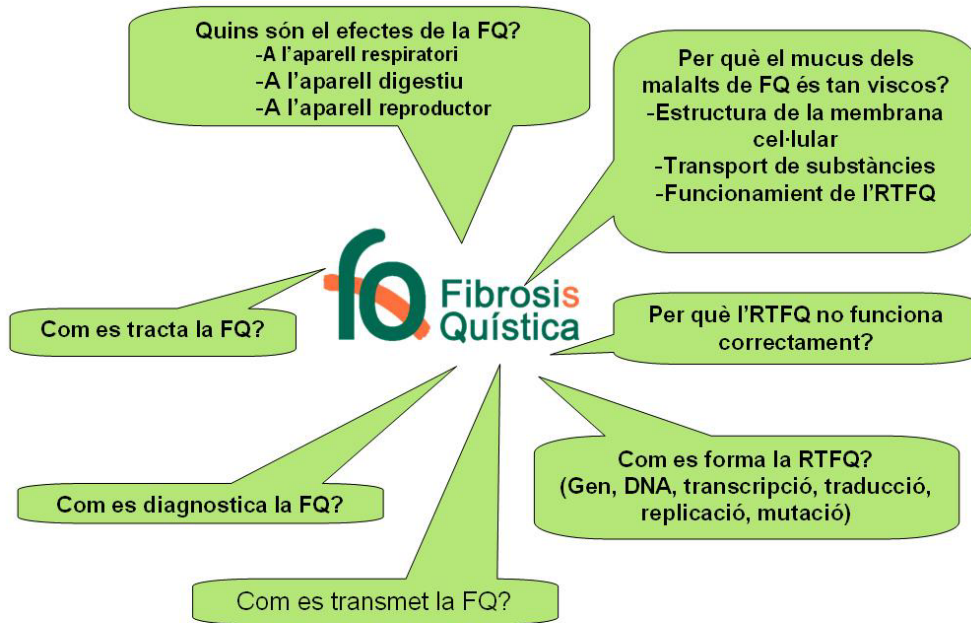 Quins són el efectes de la FQ?
-A l'aparell respiratori
-A l'aparell digestiu
-A l'aparell reproductor
Per què el mucus dels
malalts de FQ és tan viscos?
-Estructura de la membrana
cel·lular
-Transport de substàncies
-Funcionamient de l'RTFQ
fQ Fibrosis
Quística
Com es tracta la FQ?
Per què l'RTFQ no funciona
correctament?
Com es forma la RTFQ?
(Gen, DNA, transcripció, traducció,
replicació, mutació)
Com es diagnostica la FQ?
Com es transmet la FQ?